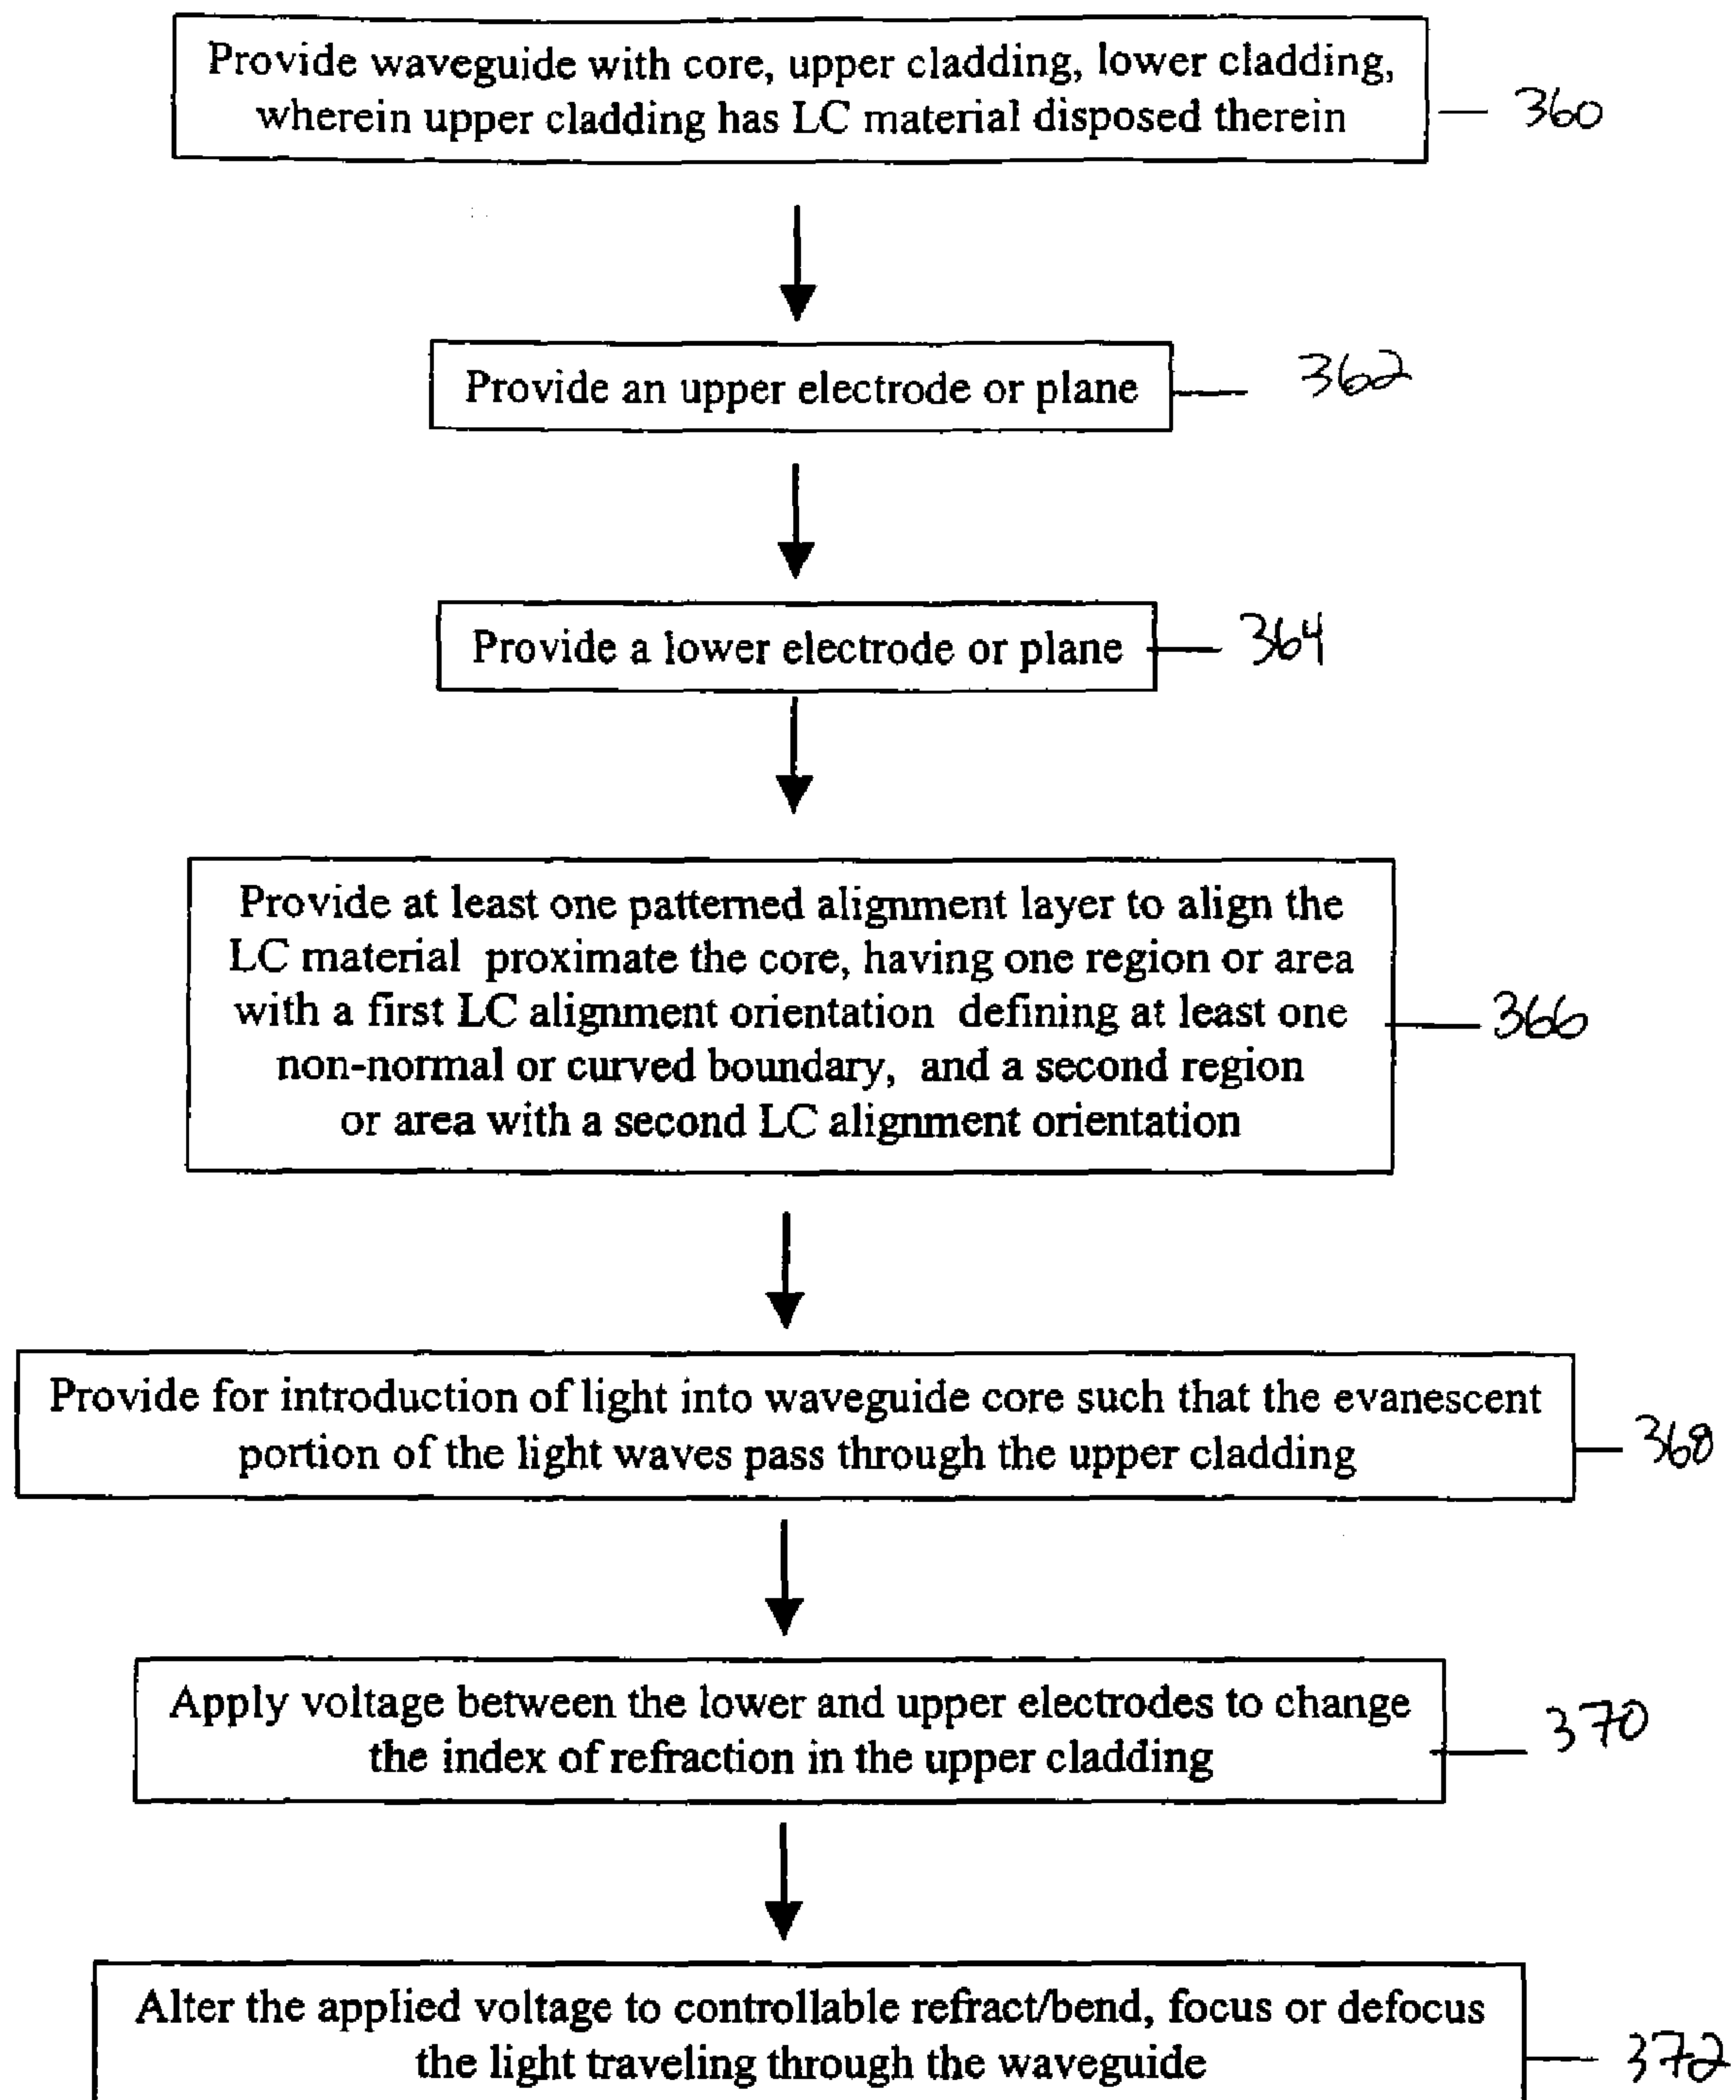 Provide waveguide with core, upper cladding, lower cladding,
wherein upper cladding has LC material disposed therein
360
Provide an upper electrode or plane
362
Provide a lower electrode or plane
364
Provide at least one patterned alignment layer to align the
LC material proximate the core, having one region or area
with a first LC alignment orientation defining at least one
non-normal or curved boundary, and a second region
or area with a second LC alignment orientation
366
Provide for introduction of light into waveguide core such that the evanescent
portion of the light waves pass through the upper cladding
368
Apply voltage between the lower and upper electrodes to change
the index of refraction in the upper cladding
370
Alter the applied voltage to controllable refract/bend, focus or defocus
the light traveling through the waveguide
372